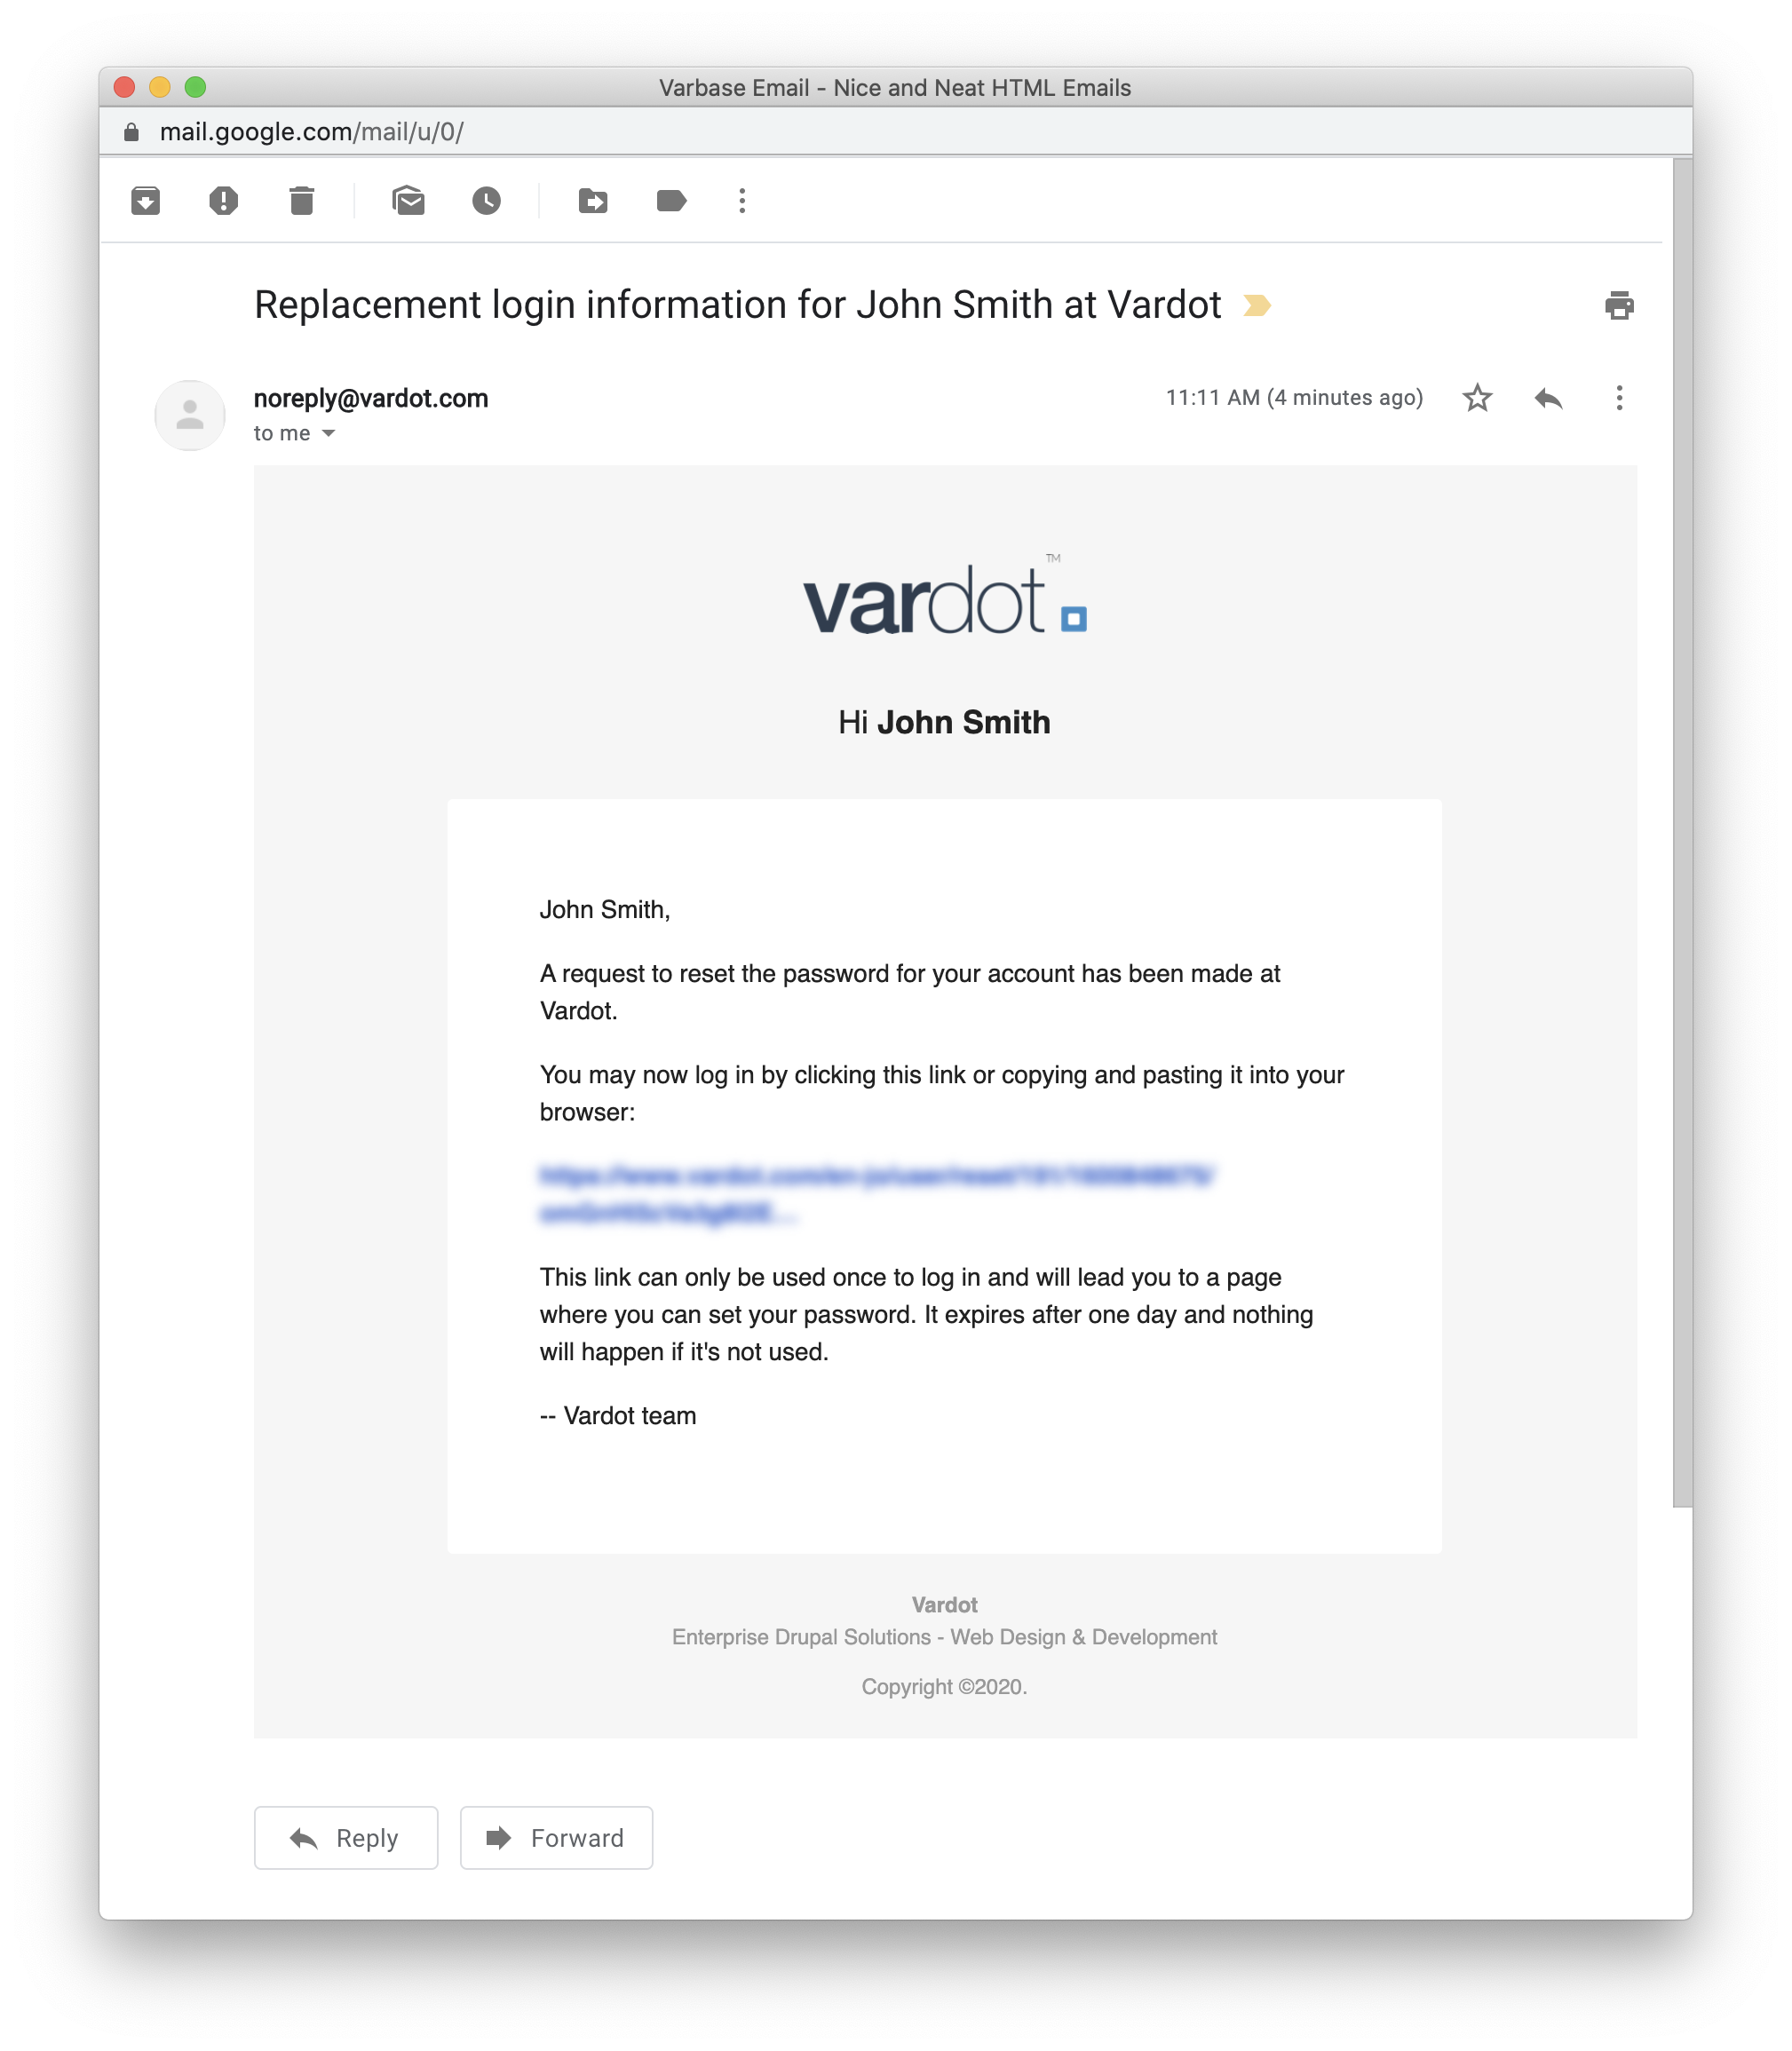 Varbase Email - Nice and Neat HTML Emails
mail.google.com/mail/u/0/
Replacement login information for John Smith at Vardot
noreply@vardot.com
11:11 AM (4 minutes ago)
to me
vardot™
Hi John Smith
John Smith,
A request to reset the password for your account has been made at
Vardot.
You may now log in by clicking this link or copying and pasting it into your
browser:
This link can only be used once to log in and will lead you to a page
where you can set your password. It expires after one day and nothing
will happen if it's not used.
-- Vardot team
Vardot
Enterprise Drupal Solutions - Web Design & Development
Copyright ©2020.
Reply
Forward